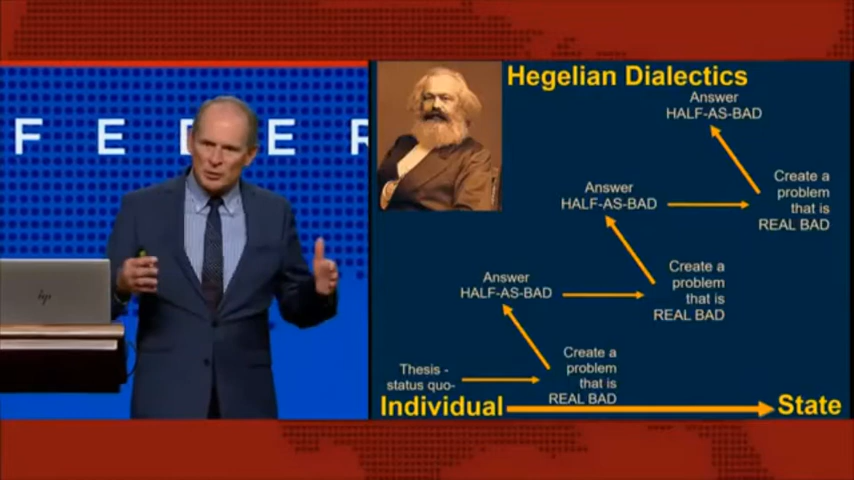 F E D E R
hp
Hegelian Dialectics
Answer
HALF-AS-BAD
Create a
problem
that is
REAL BAD
Answer
HALF-AS-BAD
Create a
problem
that is
REAL BAD
Answer
HALF-AS-BAD
Create a
problem
that is
REAL BAD
Thesis -
status quo-
Individual
State